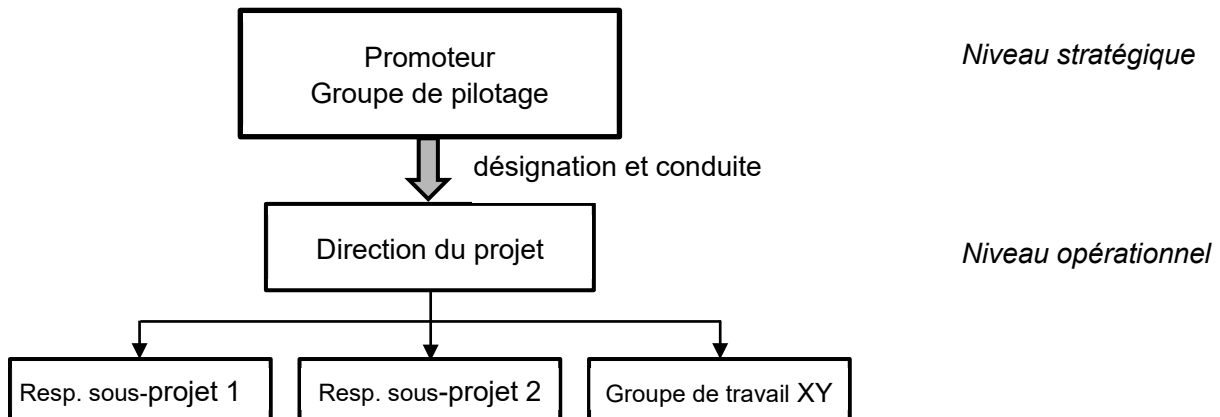 Promoteur
Groupe de pilotage
Niveau stratégique
désignation et conduite
Direction du projet
Niveau opérationnel
Resp. sous-projet 1
Resp. sous-projet 2
Groupe de travail XY